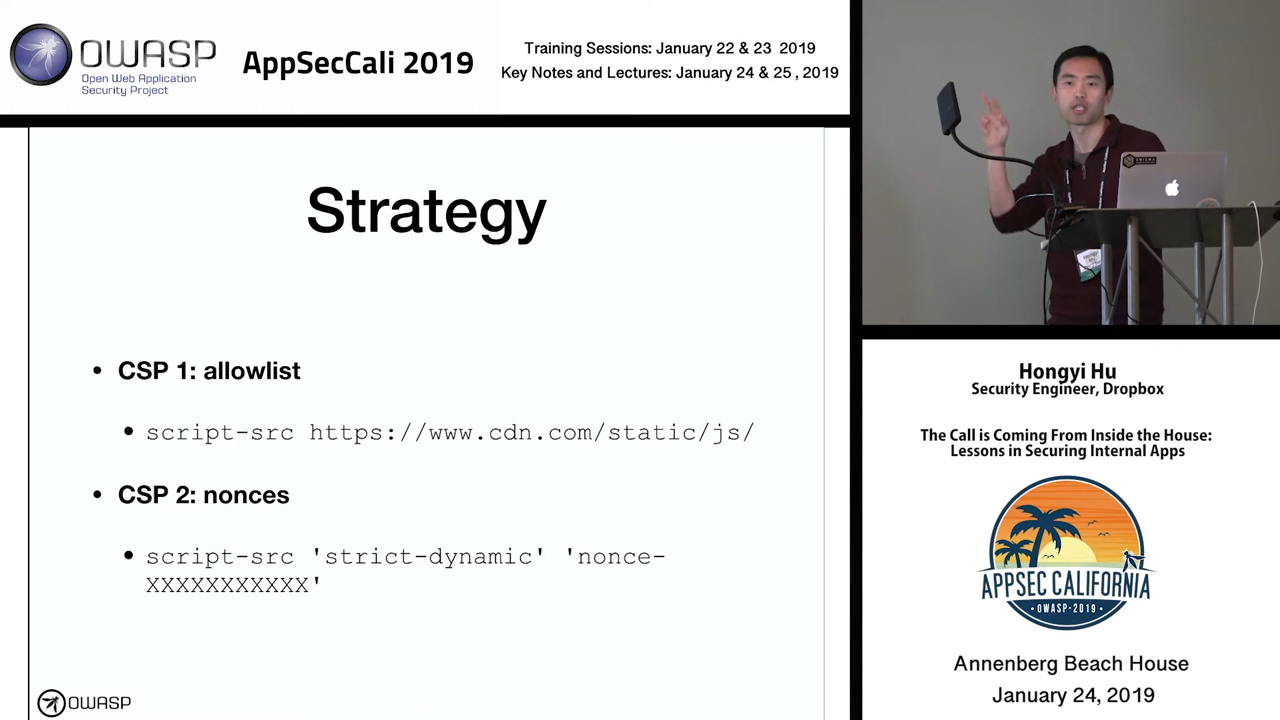 OWASP
Open Web Application
Security Project
AppSecCali 2019
Training Sessions: January 22 & 23 2019
Key Notes and Lectures: January 24 & 25 , 2019
Strategy
• CSP 1: allowlist
• script-src https://www.cdn.com/static/js/
• CSP 2: nonces
• script-src 'strict-dynamic' 'nonce-
XXXXXXXXXXX'
OWASP
Hongyi Hu
Security Engineer, Dropbox
The Call is Coming From Inside the House:
Lessons in Securing Internal Apps
APPSEC CALIFORNIA
• OWASP-2019 •
Annenberg Beach House
January 24, 2019